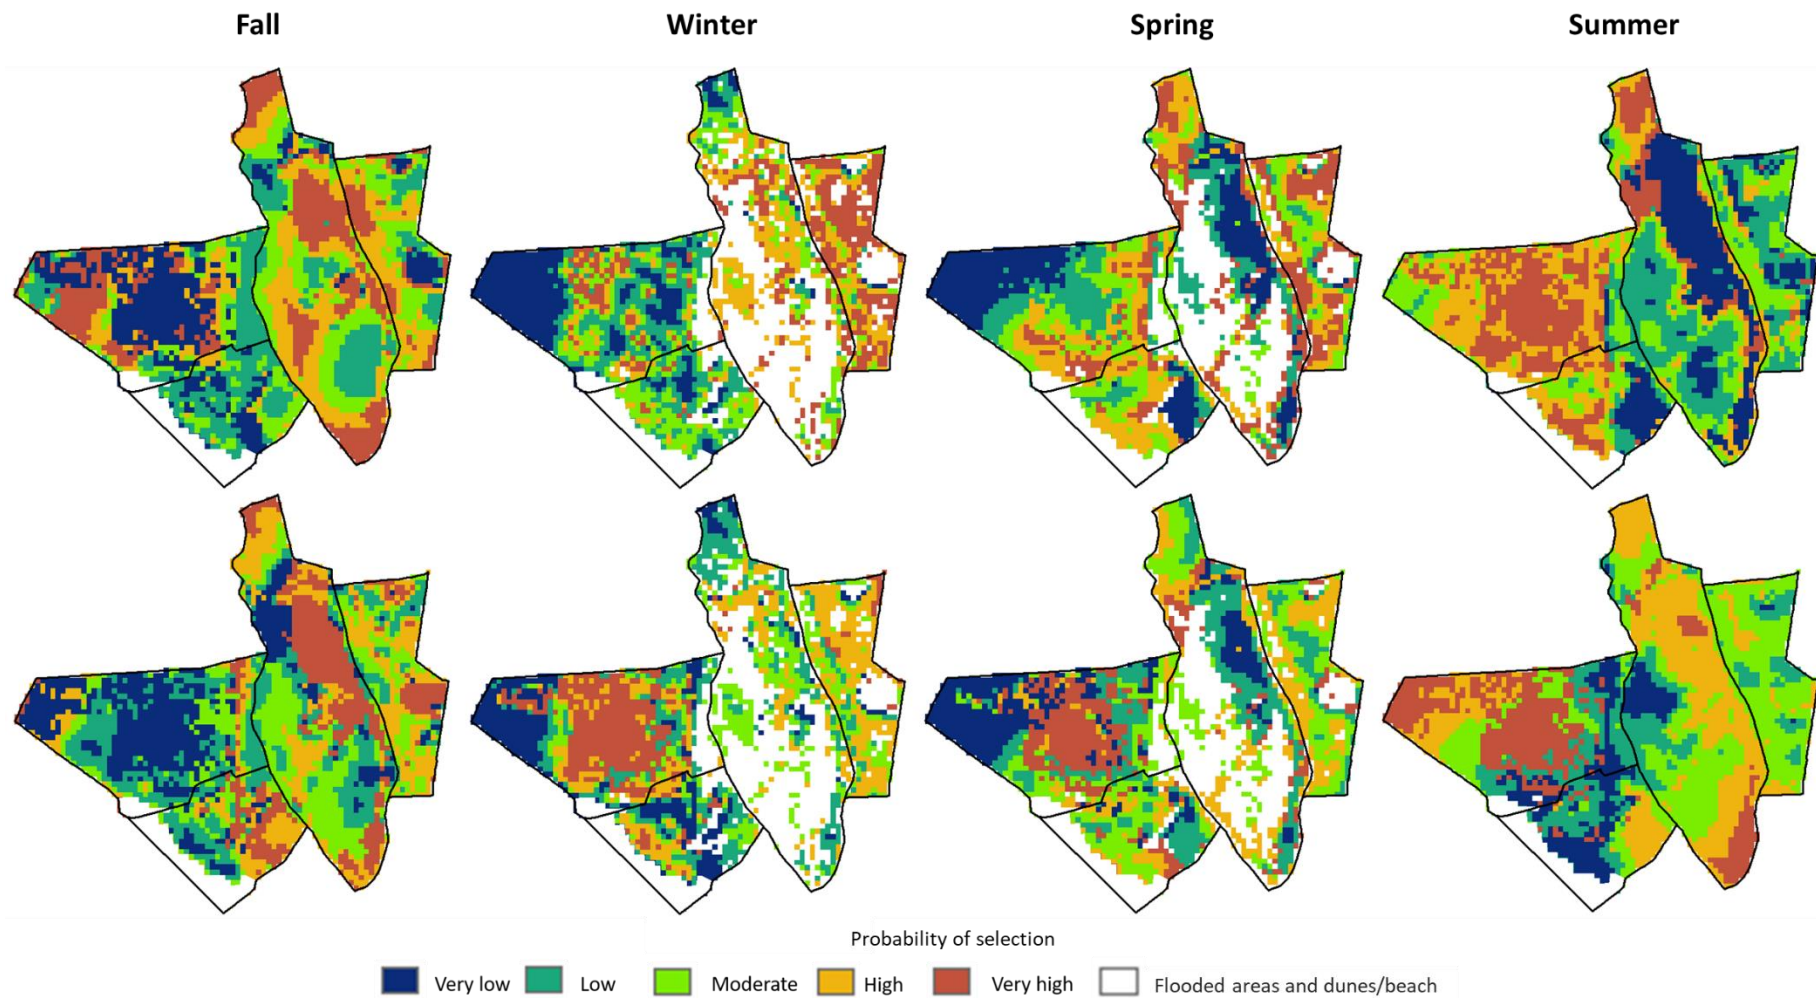 Fall Winter Spring Summer
Probability of selection
Very low Low Moderate High Very high Flooded areas and dunes/beach